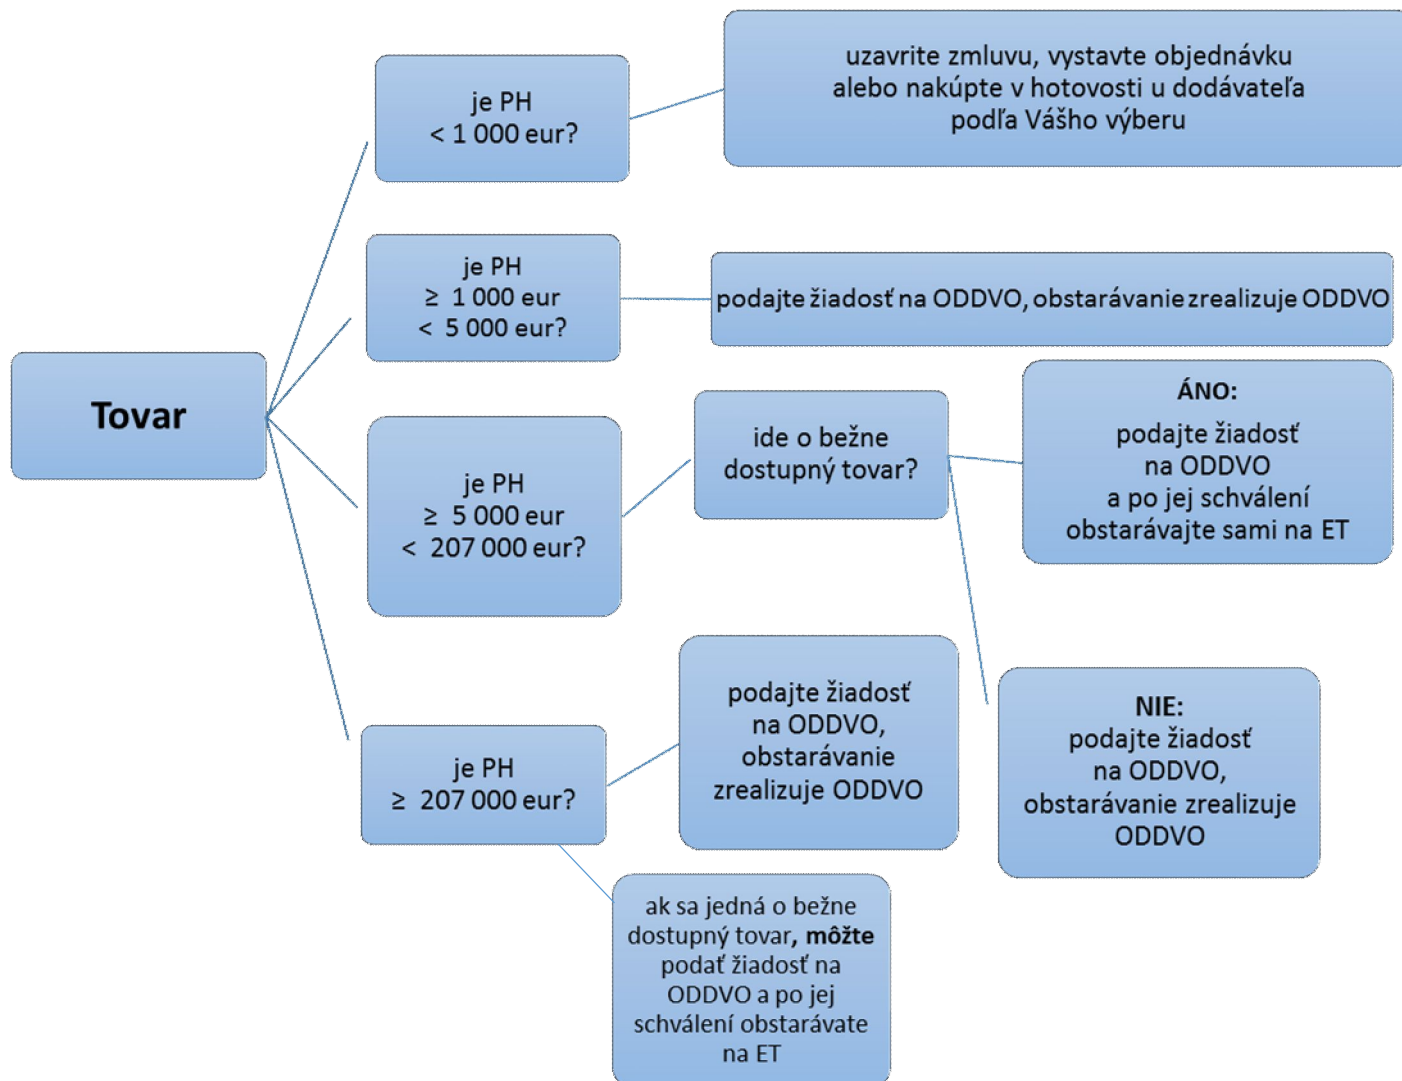 Tovar
je PH
< 1 000 eur?
uzavrite zmluvu, vystavte objednávku
alebo nakúpte v hotovosti u dodávateľa
podľa Vášho výberu
je PH
≥ 1 000 eur
< 5 000 eur?
podajte žiadosť na ODDVO, obstarávanie zrealizuje ODDVO
je PH
≥ 5 000 eur
< 207 000 eur?
ide o bežne
dostupný tovar?
ÁNO:
podajte žiadosť
na ODDVO
a po jej schválení
obstarávajte sami na ET
NIE:
podajte žiadosť
na ODDVO,
obstarávanie zrealizuje
ODDVO
je PH
≥ 207 000 eur?
podajte žiadosť
na ODDVO,
obstarávanie
zrealizuje ODDVO
ak sa jedná o bežne
dostupný tovar, môžte
podať žiadosť na
ODDVO a po jej
schválení obstarávate
na ET